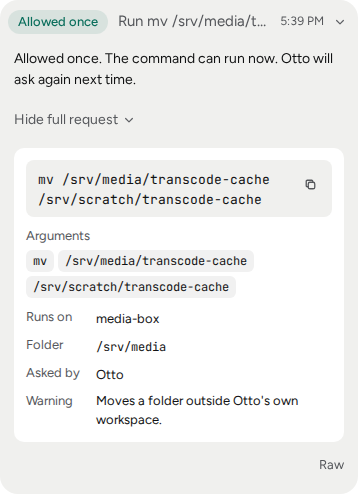 Allowed once Run mv /srv/media/t... 5:39 PM
Allowed once. The command can run now. Otto will
ask again next time.
Hide full request
mv /srv/media/transcode-cache
/srv/scratch/transcode-cache
Arguments
mv /srv/media/transcode-cache
/srv/scratch/transcode-cache
Runs on media-box
Folder /srv/media
Asked by Otto
Warning Moves a folder outside Otto's own
workspace.
Raw